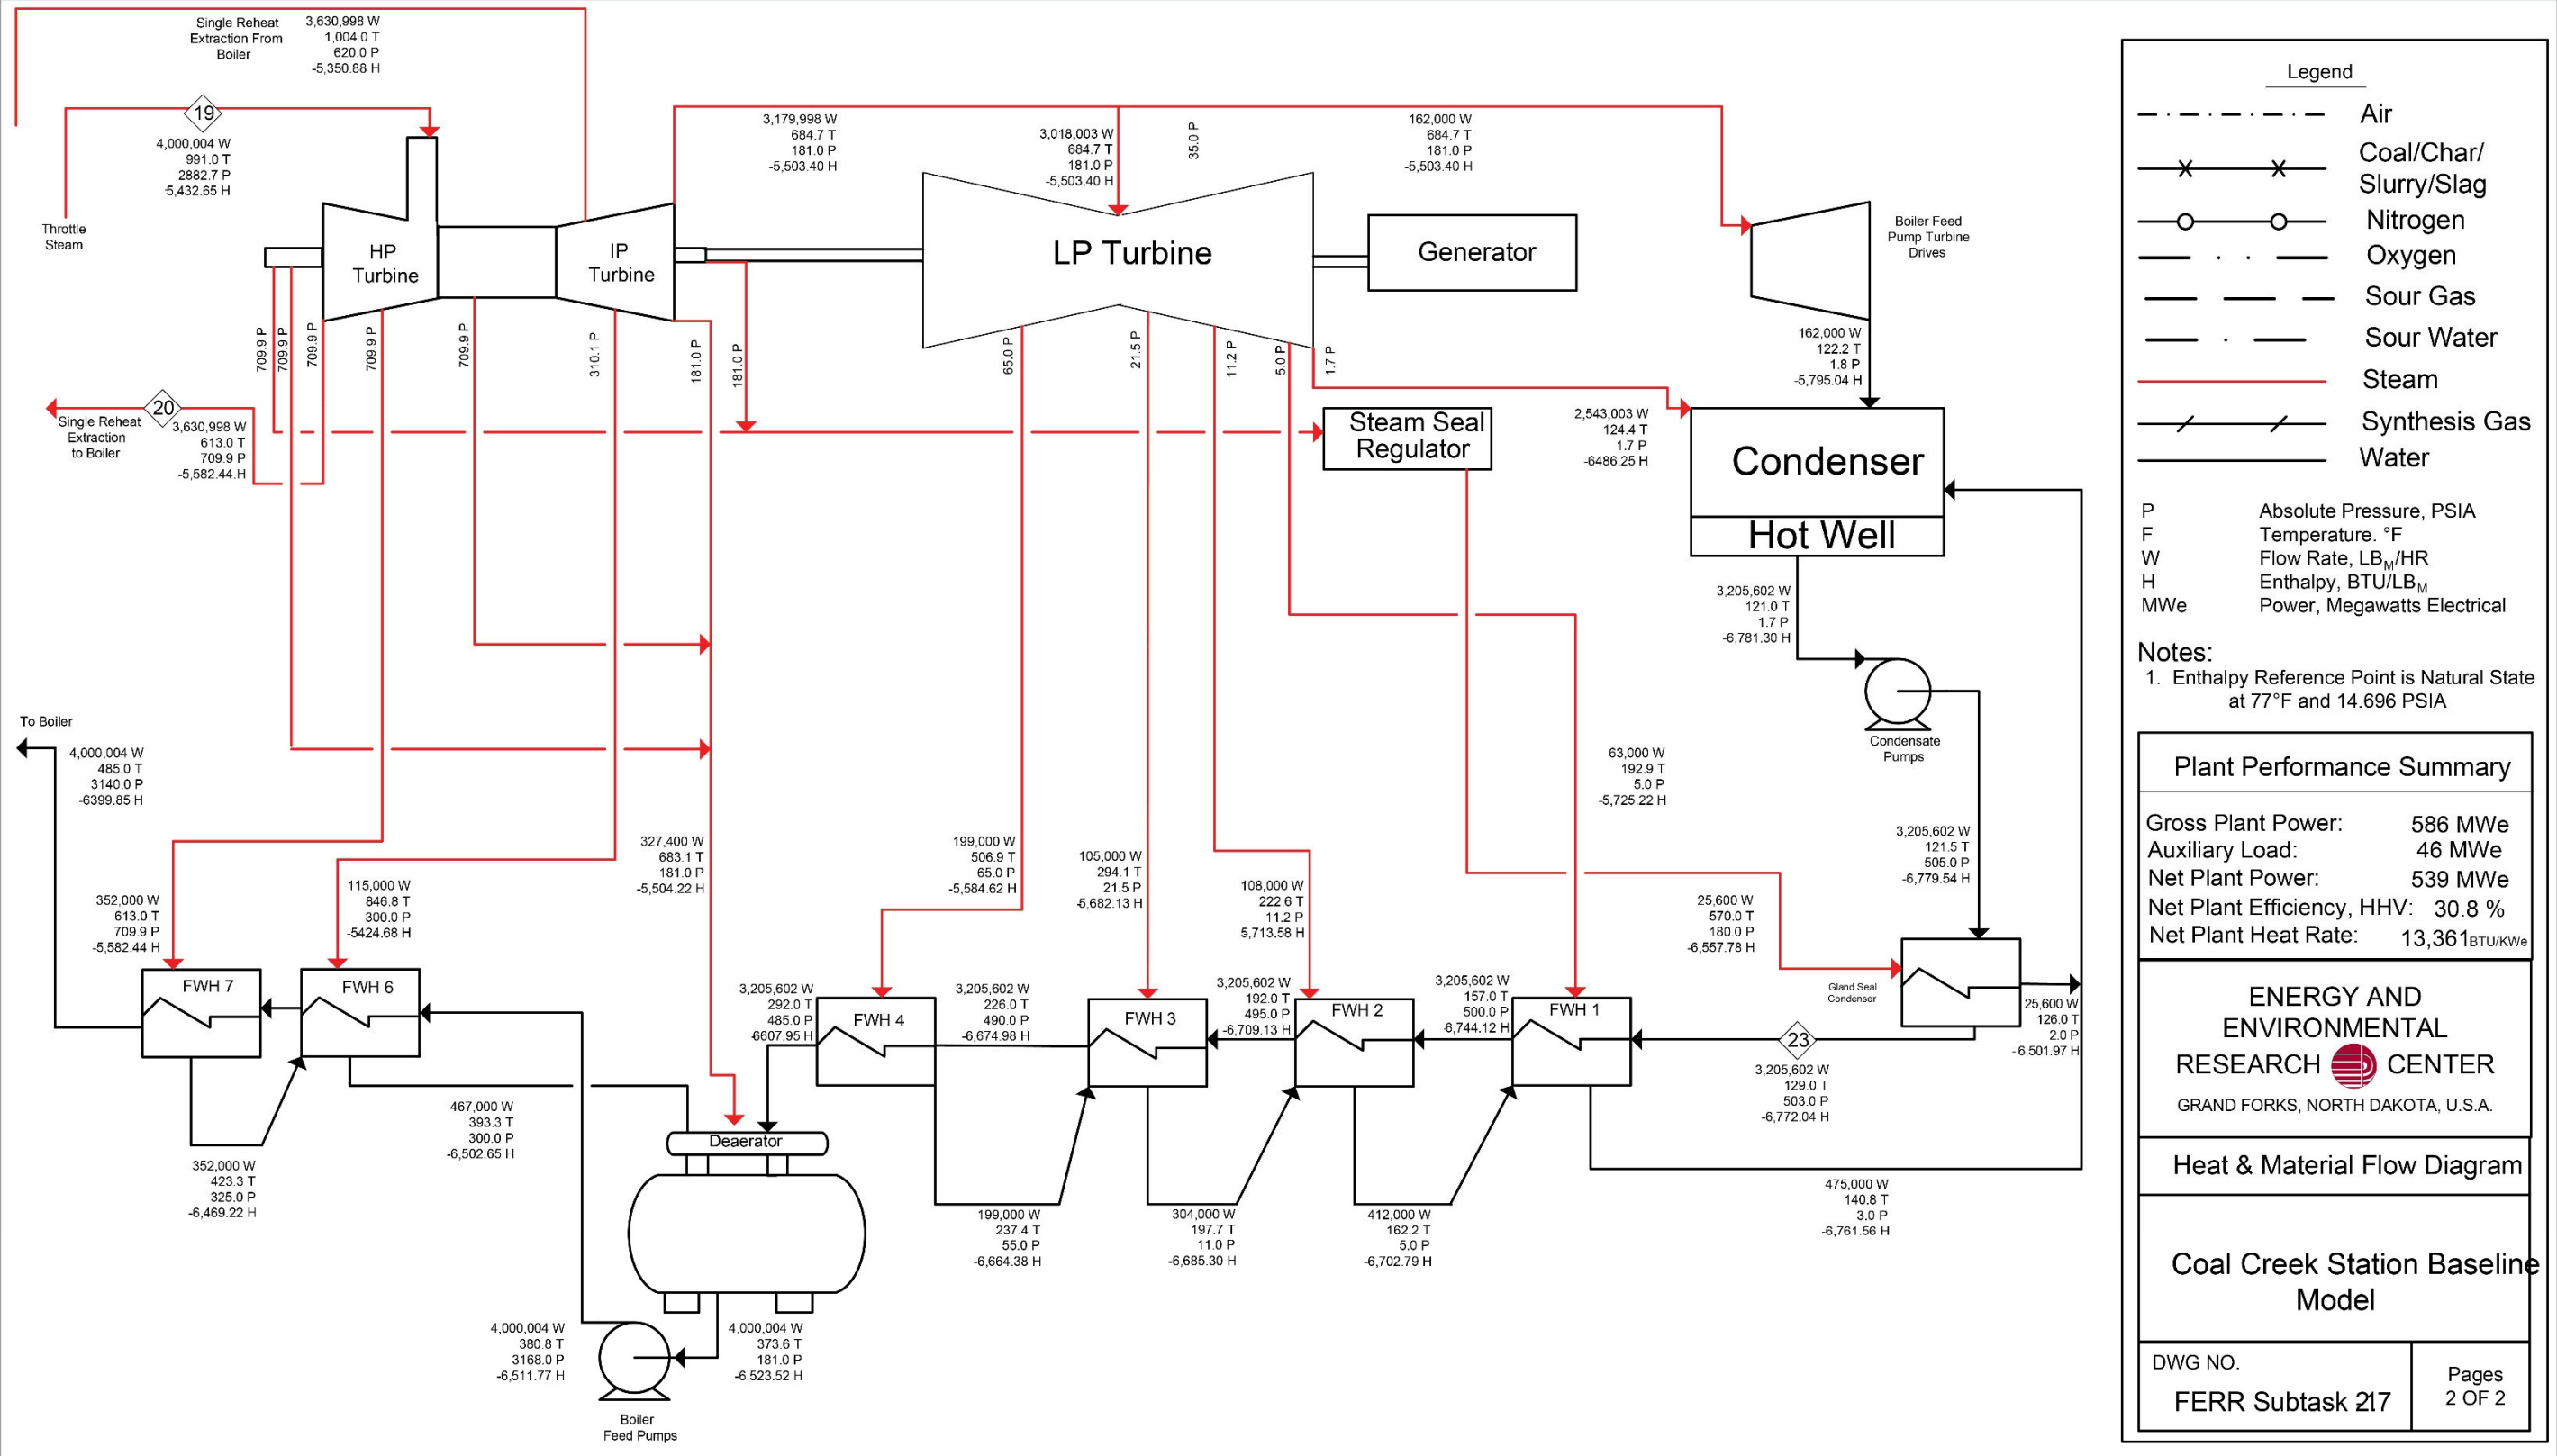 Single Reheat
Extraction From
Boiler
3,630,998 W
1,004.0 T
620.0 P
-5,350.88 H
19
4,000,004 W
991.0 T
2882.7 P
-5,432.65 H
Throttle
Steam
HP
Turbine
IP
Turbine
3,179,998 W
684.7 T
181.0 P
-5,503.40 H
3,018,003 W
684.7 T
181.0 P
-5,503.40 H
35.0 P
162,000 W
684.7 T
181.0 P
-5,503.40 H
LP Turbine
Generator
Boiler Feed
Pump Turbine
Drives
162,000 W
122.2 T
1.8 P
-5,795.04 H
709.9 P
709.9 P
709.9 P
709.9 P
709.9 P
310.1 P
181.0 P
181.0 P
65.0 P
21.5 P
11.2 P
5.0 P
1.7 P
20
Single Reheat
Extraction
to Boiler
3,630,998 W
613.0 T
709.9 P
-5,582.44.H
Steam Seal
Regulator
2,543,003 W
124.4 T
1.7 P
-6486.25 H
Condenser
Hot Well
3,205,602 W
121.0 T
1.7 P
-6,781.30 H
Condensate
Pumps
To Boiler
4,000,004 W
485.0 T
3140.0 P
-6399.85 H
63,000 W
192.9 T
5.0 P
-5,725.22 H
3,205,602 W
121.5 T
505.0 P
-6,779.54 H
352,000 W
613.0 T
709.9 P
-5,582.44 H
115,000 W
846.8 T
300.0 P
-5424.68 H
327,400 W
683.1 T
181.0 P
-5,504.22 H
199,000 W
506.9 T
65.0 P
-5,584.62 H
105,000 W
294.1 T
21.5 P
-5,682.13 H
108,000 W
222.6 T
11.2 P
5,713.58 H
25,600 W
570.0 T
180.0 P
-6,557.78 H
FWH 7
FWH 6
3,205,602 W
292.0 T
485.0 P
-6607.95 H
FWH 4
3,205,602 W
226.0 T
490.0 P
-6,674.98 H
FWH 3
3,205,602 W
192.0 T
495.0 P
-6,709.13 H
FWH 2
3,205,602 W
157.0 T
500.0 P
-6,744.12 H
FWH 1
Gland Seal
Condenser
25,600 W
126.0 T
2.0 P
-6,501.97 H
23
3,205,602 W
129.0 T
503.0 P
-6,772.04 H
467,000 W
393.3 T
300.0 P
-6,502.65 H
352,000 W
423.3 T
325.0 P
-6,469.22 H
Deaerator
199,000 W
237.4 T
55.0 P
-6,664.38 H
304,000 W
197.7 T
11.0 P
-6,685.30 H
412,000 W
162.2 T
5.0 P
-6,702.79 H
475,000 W
140.8 T
3.0 P
-6,761.56 H
4,000,004 W
380.8 T
3168.0 P
-6,511.77 H
4,000,004 W
373.6 T
181.0 P
-6,523.52 H
Boiler
Feed Pumps
Legend
Air
Coal/Char/
Slurry/Slag
Nitrogen
Oxygen
Sour Gas
Sour Water
Steam
Synthesis Gas
Water
P Absolute Pressure, PSIA
F Temperature. °F
W Flow Rate, LBM/HR
H Enthalpy, BTU/LBM
MWe Power, Megawatts Electrical
Notes:
1. Enthalpy Reference Point is Natural State
at 77°F and 14.696 PSIA
Plant Performance Summary
Gross Plant Power: 586 MWe
Auxiliary Load: 46 MWe
Net Plant Power: 539 MWe
Net Plant Efficiency, HHV: 30.8 %
Net Plant Heat Rate: 13,361BTU/KWe
ENERGY AND
ENVIRONMENTAL
RESEARCH CENTER
GRAND FORKS, NORTH DAKOTA, U.S.A.
Heat & Material Flow Diagram
Coal Creek Station Baseline
Model
DWG NO.
FERR Subtask 2.17
Pages
2 OF 2